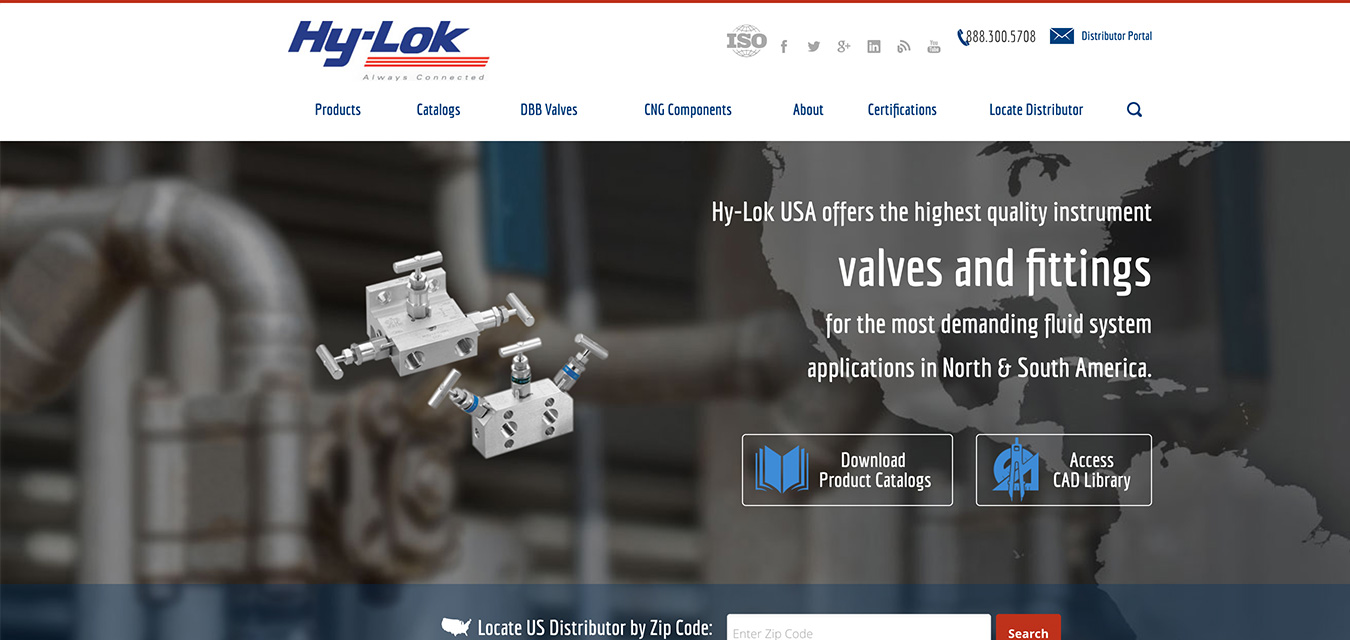 Hy-Lok
Always Connected
ISO
888.300.5708
Distributor Portal
Products
Catalogs
DBB Valves
CNG Components
About
Certifications
Locate Distributor
Hy-Lok USA offers the highest quality instrument
valves and fittings
for the most demanding fluid system
applications in North & South America.
Download
Product Catalogs
Access
CAD Library
Locate US Distributor by Zip Code:
Enter Zip Code
Search